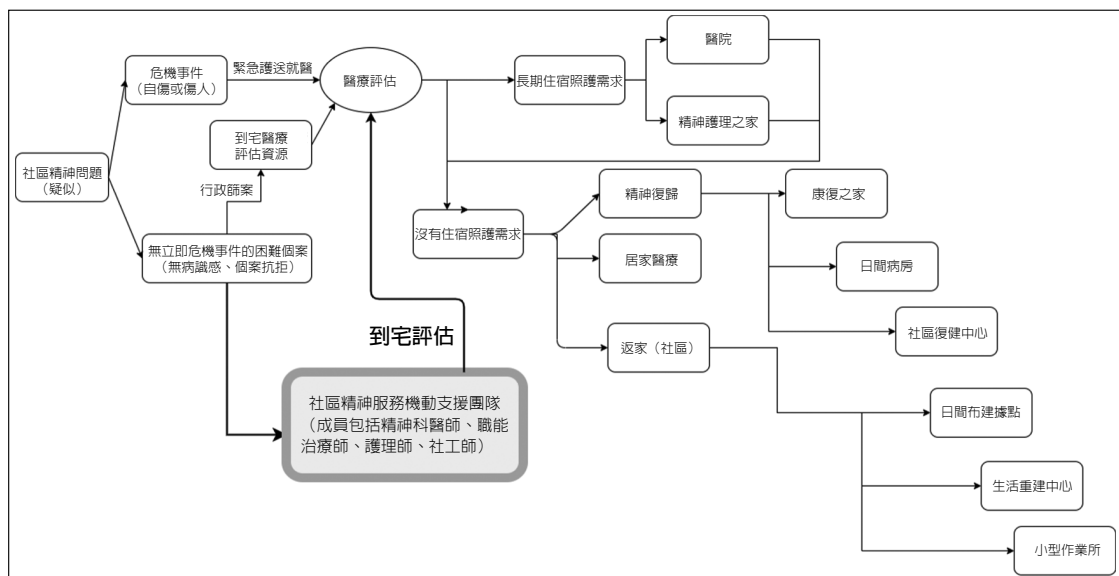 危機事件
（自傷或傷人）
緊急護送就醫
醫療評估
長期住宿照護需求
醫院
精神護理之家
到宅醫療
評估資源
社區精神問題
（疑似）
行政篩案
無立即危機事件的困難個案
（無病識感、個案抗拒）
沒有住宿照護需求
精神復歸
康復之家
居家醫療
日間病房
到宅評估
返家（社區）
社區復健中心
社區精神服務機動支援團隊
（成員包括精神科醫師、職能
治療師、護理師、社工師）
日間布建據點
生活重建中心
小型作業所